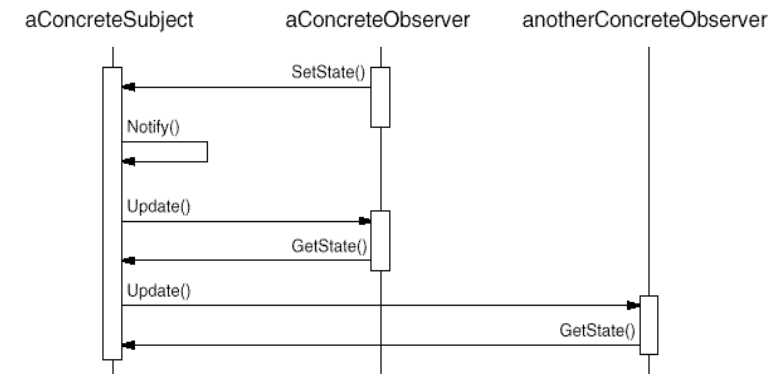 aConcreteSubject aConcreteObserver anotherConcreteObserver
SetState()
Notify()
Update()
GetState()
Update()
GetState()